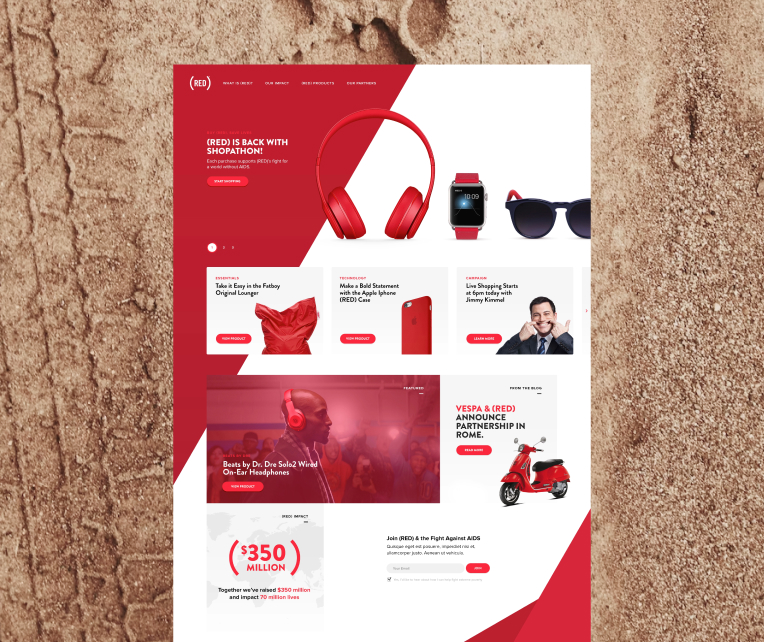 (RED)
WHAT IS (RED)?
OUR IMPACT
(RED) PRODUCTS
OUR PARTNERS
(RED) IS BACK WITH
SHOPATHON!
Each purchase supports (RED)'s fight for
a world without AIDS.
START SHOPPING
1 2 3
10:09
ESSENTIALS
Take it Easy in the Fatboy
Original Lounger
VIEW PRODUCT
TECHNOLOGY
Make a Bold Statement
with the Apple Iphone
(RED) Case
VIEW PRODUCT
CAMPAIGN
Live Shopping Starts
at 6pm today with
Jimmy Kimmel
LEARN MORE
FEATURED
Beats by Dr. Dre Solo2 Wired
On-Ear Headphones
VIEW PRODUCT
FROM THE BLOG
VESPA & (RED)
ANNOUNCE
PARTNERSHIP IN
ROME.
READ MORE
(RED) IMPACT
($350
MILLION)
Together we've raised $350 million
and impact 70 million lives
Join (RED) & the Fight Against AIDS
Quisque eget est posuere, imperdiet nisi et,
ullamcorper justo. Aenean ut vehicula.
Your Email
JOIN